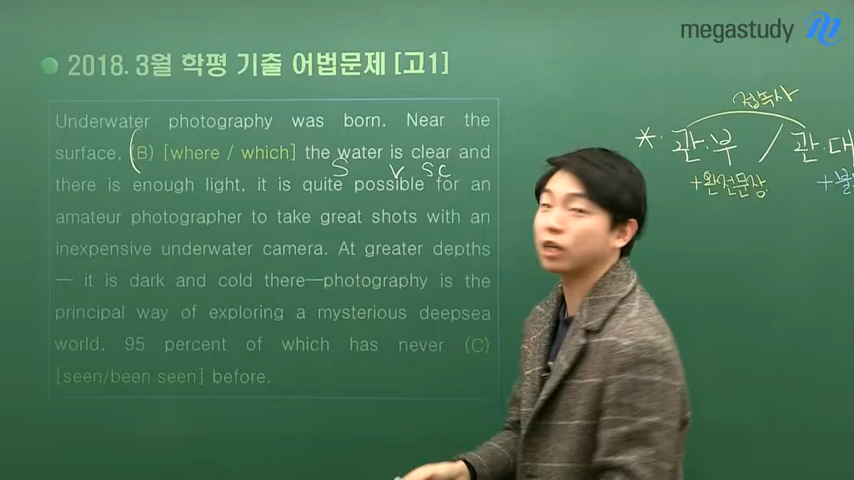 megastudy
2018. 3월 학평 기출 어법문제 [고1]
Underwater photography was born. Near the
surface, (B) [where / which] the water is clear and
S V SC
there is enough light, it is quite possible for an
amateur photographer to take great shots with an
inexpensive underwater camera. At greater depths
— it is dark and cold there—photography is the
principal way of exploring a mysterious deepsea
world, 95 percent of which has never (C)
[seen/been seen] before.
접속사
*. 관.부 / 관.대
+완전문장 +불